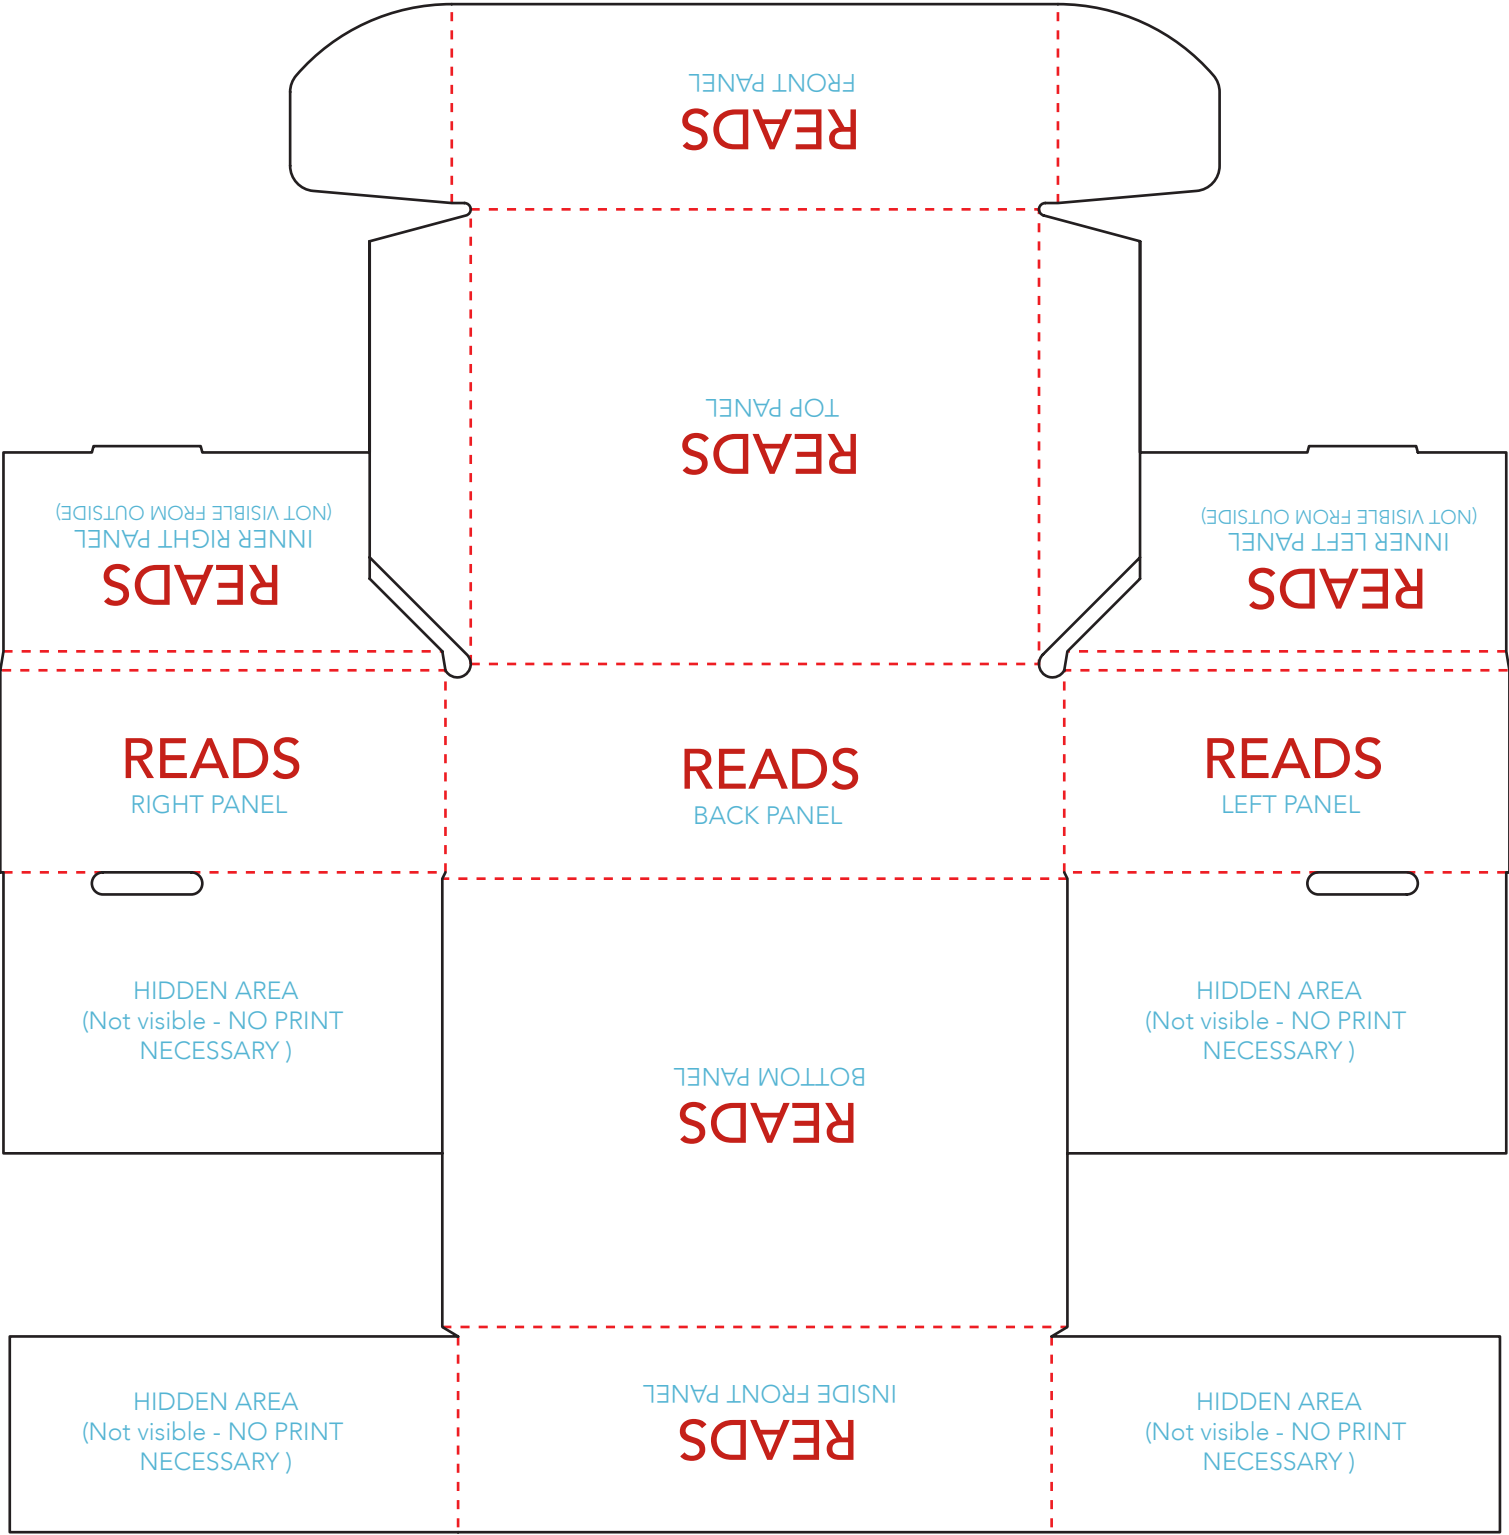 FRONT PANEL
READS
TOP PANEL
READS
(NOT VISIBLE FROM OUTSIDE)
INNER RIGHT PANEL
READS
(NOT VISIBLE FROM OUTSIDE)
INNER LEFT PANEL
READS
READS
RIGHT PANEL
READS
BACK PANEL
READS
LEFT PANEL
HIDDEN AREA
(Not visible - NO PRINT
NECESSARY )
HIDDEN AREA
(Not visible - NO PRINT
NECESSARY )
BOTTOM PANEL
READS
HIDDEN AREA
(Not visible - NO PRINT
NECESSARY )
INSIDE FRONT PANEL
READS
HIDDEN AREA
(Not visible - NO PRINT
NECESSARY )